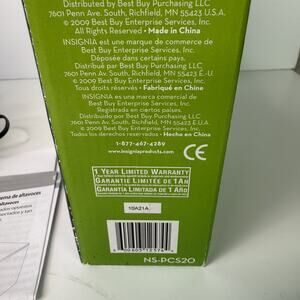 Distributed by Best Buy Purchasing LLC
7601 Penn Ave. South, Richfield, MN 55423 U.S.A.
© 2009 Best Buy Enterprise Services, Inc.
All Rights Reserved • Made in China
INSIGNIA est une marque de commerce de
Best Buy Enterprise Services, Inc.
Déposée dans certains pays.
Distribué par Best Buy Purchasing LLC
7601 Penn Ave. South, Richfield, MN 55423 É.-U.
© 2009 Best Buy Enterprise Services, Inc.
Tous droits réservés • Fabriqué en Chine
INSIGNIA es una marca comercial de
Best Buy Enterprise Services, Inc.
Registrada en ciertos países.
Distribuido por Best Buy Purchasing LLC
7601 Penn Ave. South, Richfield, MN 55423 U.S.A.
© 2009 Best Buy Enterprise Services, Inc.
Todos los derechos reservados. • Hecho en China
1-877-467-4289
www.insigniaproducts.com
CE
1 YEAR LIMITED WARRANTY
GARANTIE LIMITÉE DE 1 AN
GARANTÍA LIMITADA DE 1 AÑO
10A21A
NS-PCS20
de altavoces